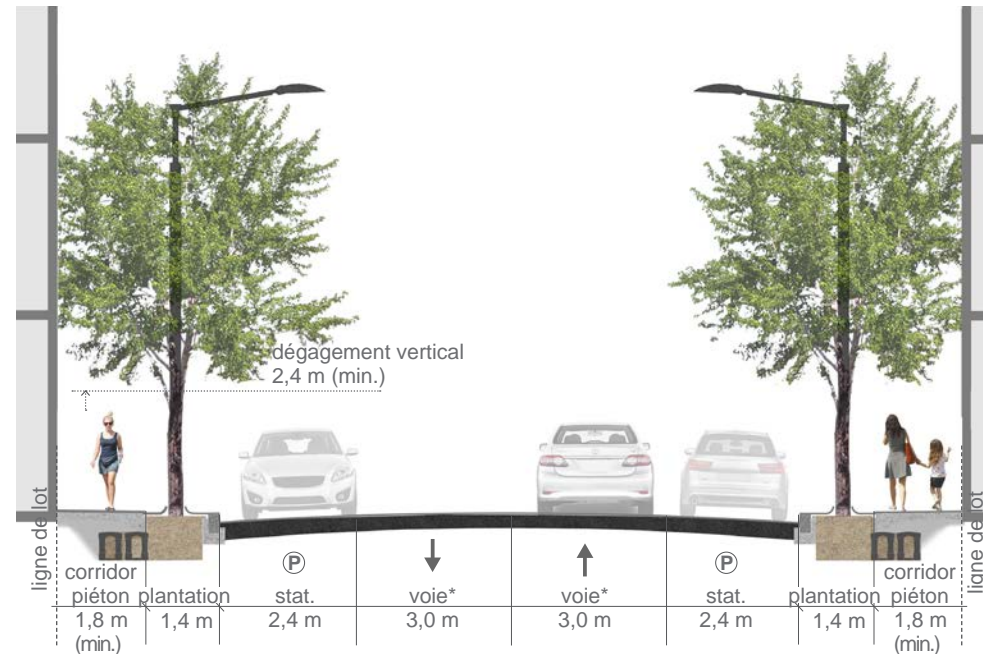 dégagement vertical
2,4 m (min.)
ligne de lot
ligne de lot
P
P
corridor
piéton
plantation
stat.
voie*
voie*
stat.
plantation
corridor
piéton
1,8 m
(min.)
1,4 m
2,4 m
3,0 m
3,0 m
2,4 m
1,4 m
1,8 m
(min.)